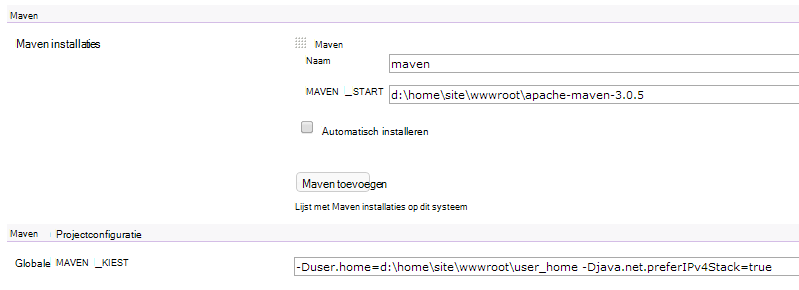 Maven
Maven installaties
Maven
Naam
maven
MAVEN _START
d:\home\site\wwwroot\apache-maven-3.0.5
Automatisch installeren
Maven toevoegen
Lijst met Maven installaties op dit systeem
Maven Projectconfiguratie
Globale MAVEN _KIEST
-Duser.home=d:\home\site\wwwroot\user_home -Djava.net.preferIPv4Stack=true